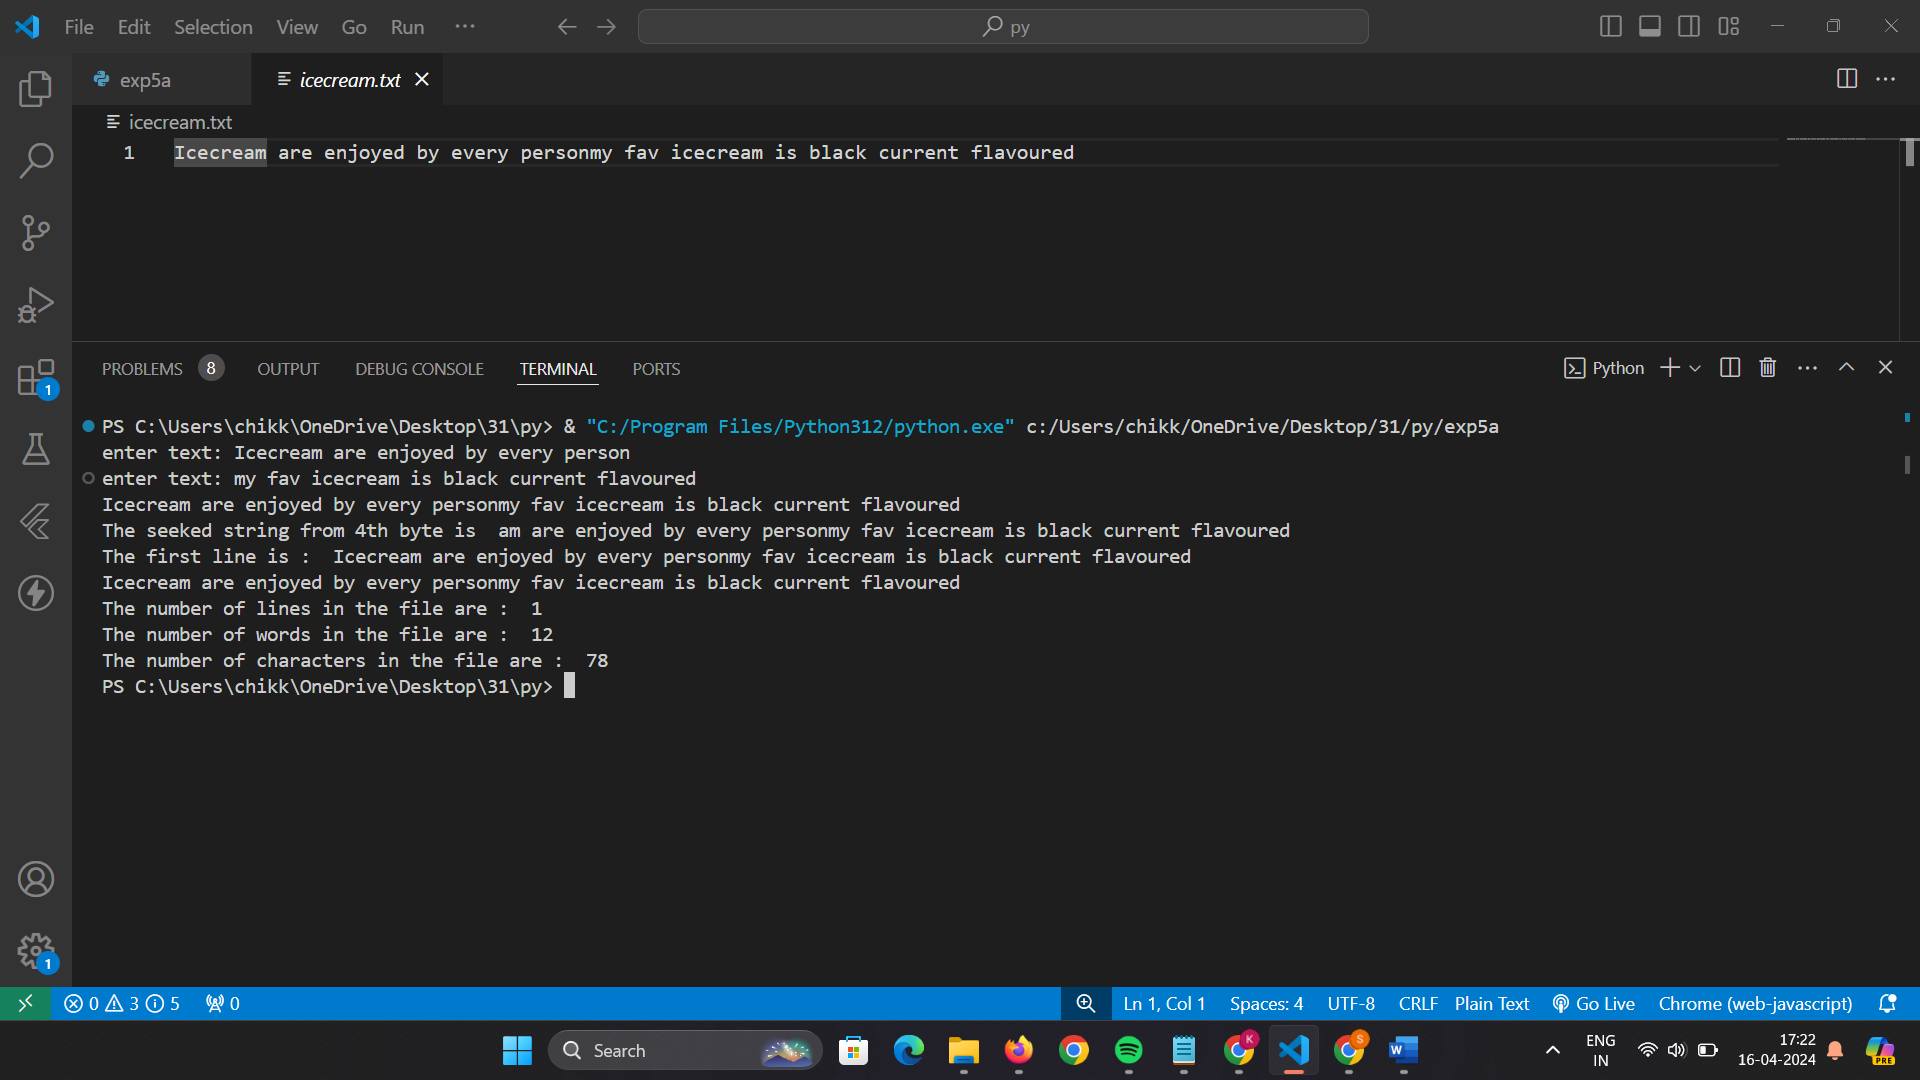 File Edit Selection View Go Run ···
py
exp5a
icecream.txt
icecream.txt
1 Icecream are enjoyed by every personmy fav icecream is black current flavoured
PROBLEMS 8 OUTPUT DEBUG CONSOLE TERMINAL PORTS
Python
PS C:\Users\chikk\OneDrive\Desktop\31\py> & "C:/Program Files/Python312/python.exe" c:/Users/chikk/OneDrive/Desktop/31/py/exp5a
enter text: Icecream are enjoyed by every person
enter text: my fav icecream is black current flavoured
Icecream are enjoyed by every personmy fav icecream is black current flavoured
The seeked string from 4th byte is  am are enjoyed by every personmy fav icecream is black current flavoured
The first line is :  Icecream are enjoyed by every personmy fav icecream is black current flavoured
Icecream are enjoyed by every personmy fav icecream is black current flavoured
The number of lines in the file are :  1
The number of words in the file are :  12
The number of characters in the file are :  78
PS C:\Users\chikk\OneDrive\Desktop\31\py>
1
1
0 3 5 0
Ln 1, Col 1 Spaces: 4 UTF-8 CRLF Plain Text Go Live Chrome (web-javascript)
Search
K
S
W
ENG
IN
17:22
16-04-2024
PRE